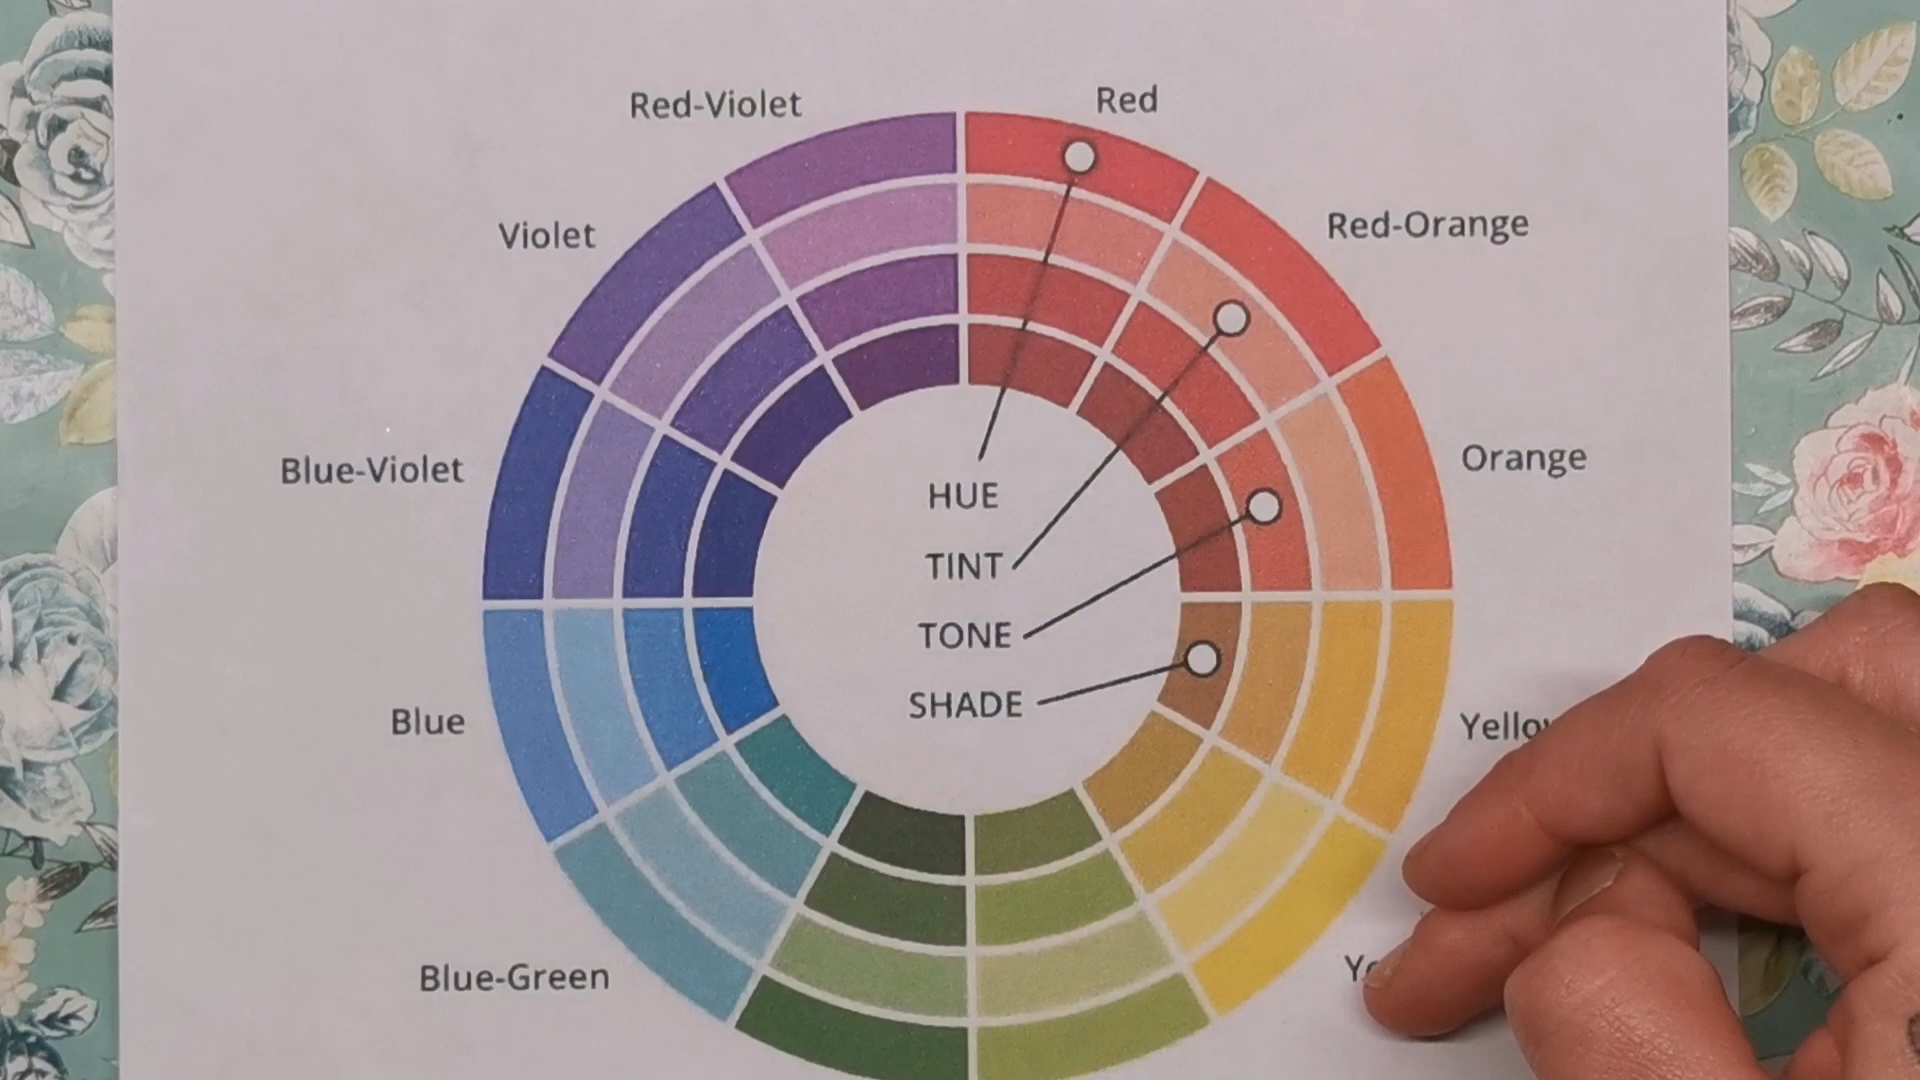 Red-Violet
Red
Violet
Red-Orange
Blue-Violet
Orange
HUE
TINT
TONE
SHADE
Blue
Blue-Green